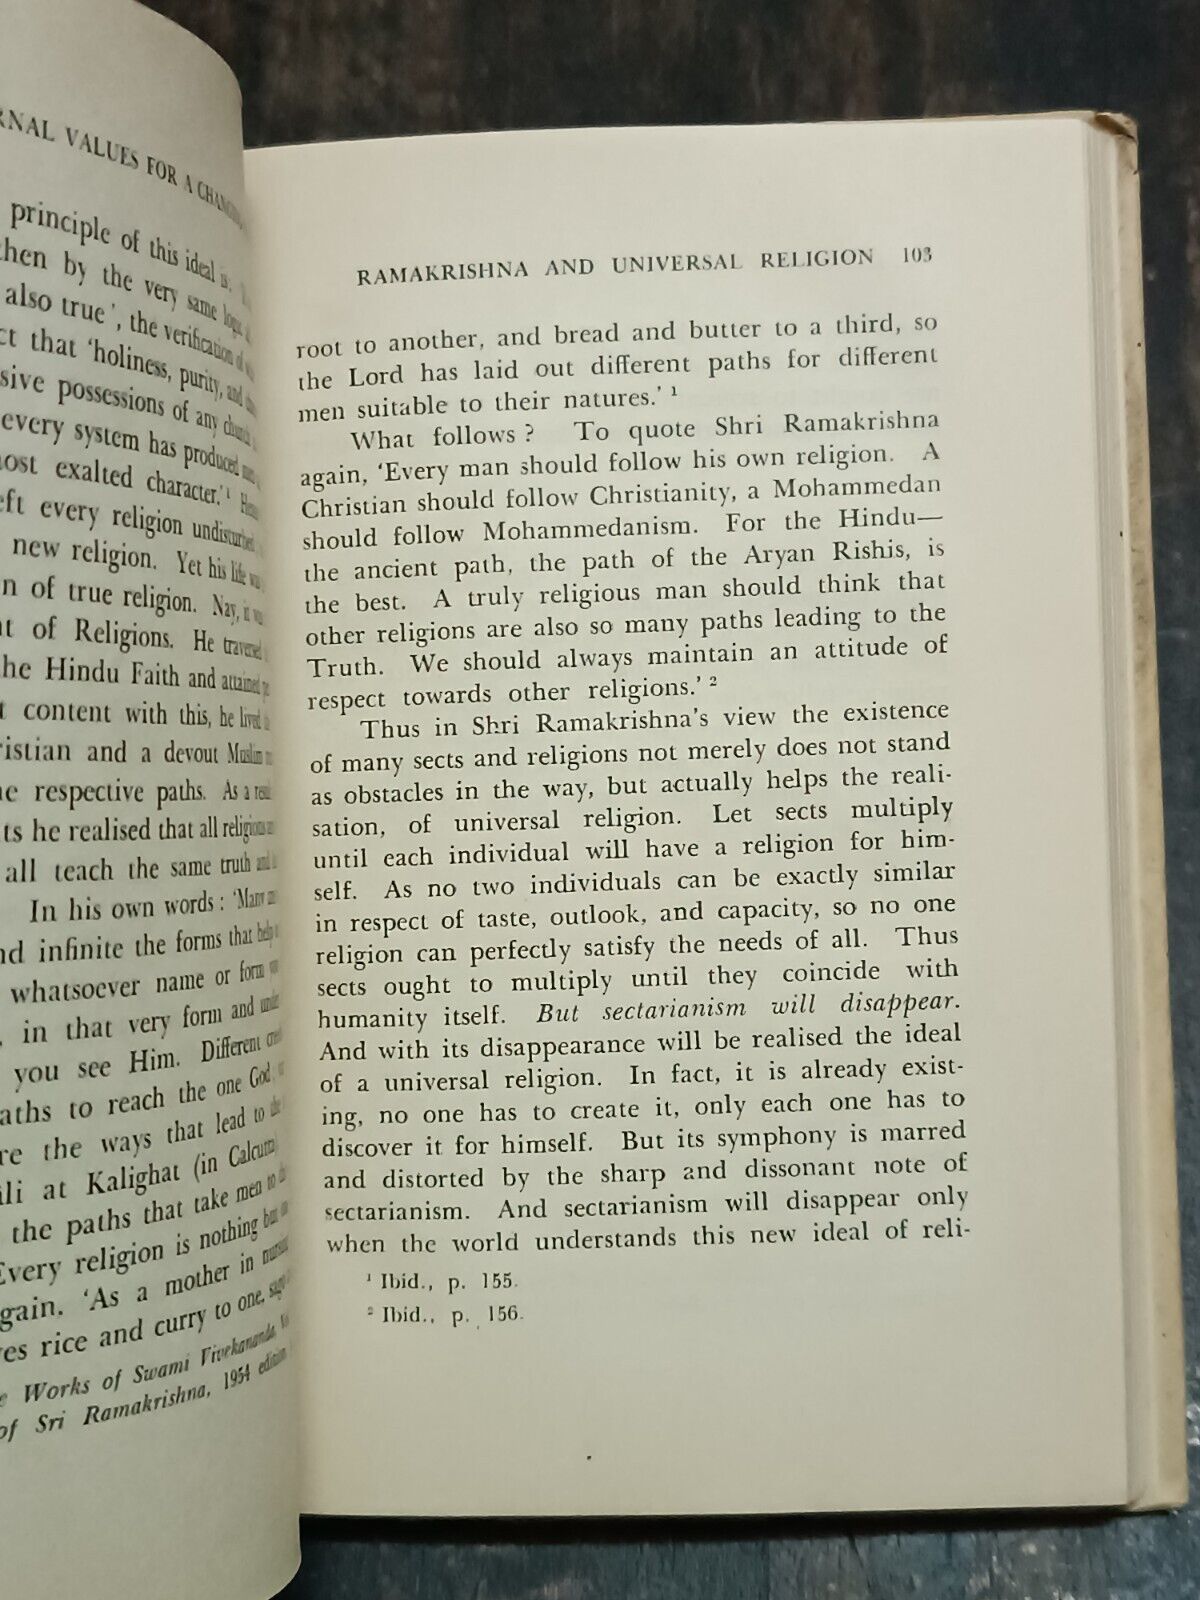 RNAL VALUES FOR A
principle of this ideal is:
then by the very same
also true', the verification of
ct that 'holiness, purity, and
sive possessions of any church
every system has produced
ost exalted character.' 1
eft every religion undisturbed
new religion. Yet his life was
n of true religion. Nay, it was
t of Religions. He traversed
he Hindu Faith and attained
t content with this, he lived
ristian and a devout Muslim
e respective paths. As a
ts he realised that all religions
all teach the same truth and
In his own words: 'Many
nd infinite the forms that help
whatsoever name or form
, in that very form and
you see Him. Different
aths to reach the one God
re the ways that lead to the
li at Kalighat (in Calcutta)
the paths that take men to the
Every religion is nothing but
gain. 'As a mother in
es rice and curry to one,
e Works of Swami Vivekananda,
of Sri Ramakrishna, 1954 edition
RAMAKRISHNA AND UNIVERSAL RELIGION 103
root to another, and bread and butter to a third, so
the Lord has laid out different paths for different
men suitable to their natures.' 1
What follows? To quote Shri Ramakrishna
again, 'Every man should follow his own religion. A
Christian should follow Christianity, a Mohammedan
should follow Mohammedanism. For the Hindu—
the ancient path, the path of the Aryan Rishis, is
the best. A truly religious man should think that
other religions are also so many paths leading to the
Truth. We should always maintain an attitude of
respect towards other religions.' 2
Thus in Shri Ramakrishna's view the existence
of many sects and religions not merely does not stand
as obstacles in the way, but actually helps the reali-
sation, of universal religion. Let sects multiply
until each individual will have a religion for him-
self. As no two individuals can be exactly similar
in respect of taste, outlook, and capacity, so no one
religion can perfectly satisfy the needs of all. Thus
sects ought to multiply until they coincide with
humanity itself. But sectarianism will disappear.
And with its disappearance will be realised the ideal
of a universal religion. In fact, it is already exist-
ing, no one has to create it, only each one has to
discover it for himself. But its symphony is marred
and distorted by the sharp and dissonant note of
sectarianism. And sectarianism will disappear only
when the world understands this new ideal of reli-
1 Ibid., p. 155.
2 Ibid., p. 156.